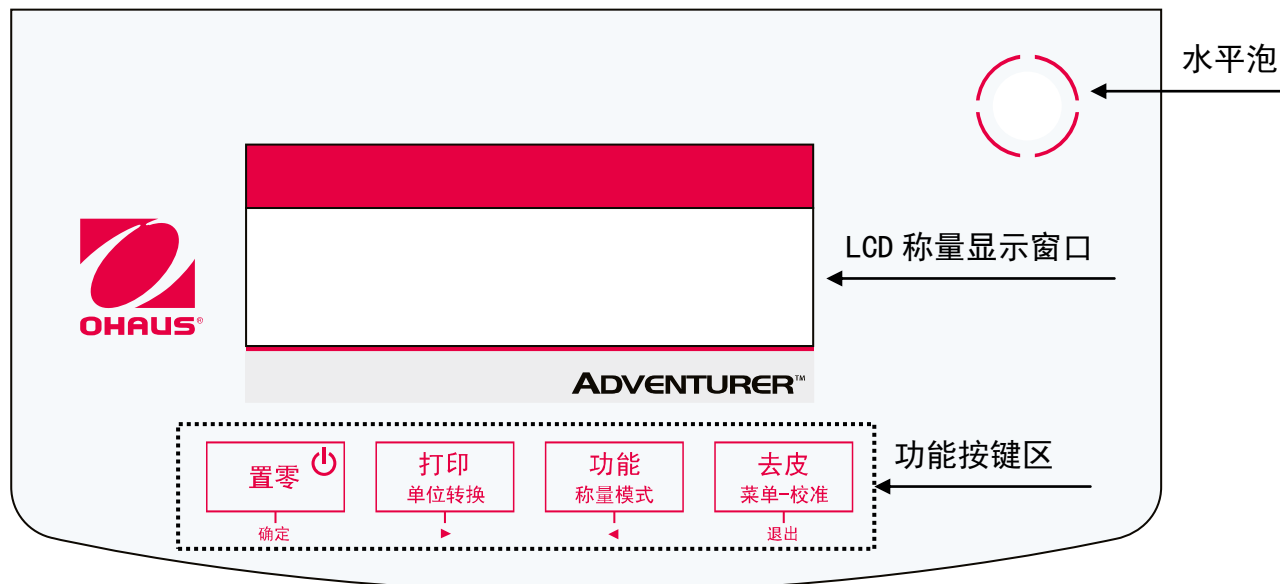 水平泡
LCD 称量显示窗口
OHAUS®
ADVENTURER™
功能按键区
置零
打印
功能
去皮
单位转换
称量模式
菜单-校准
确定
▶
◀
退出